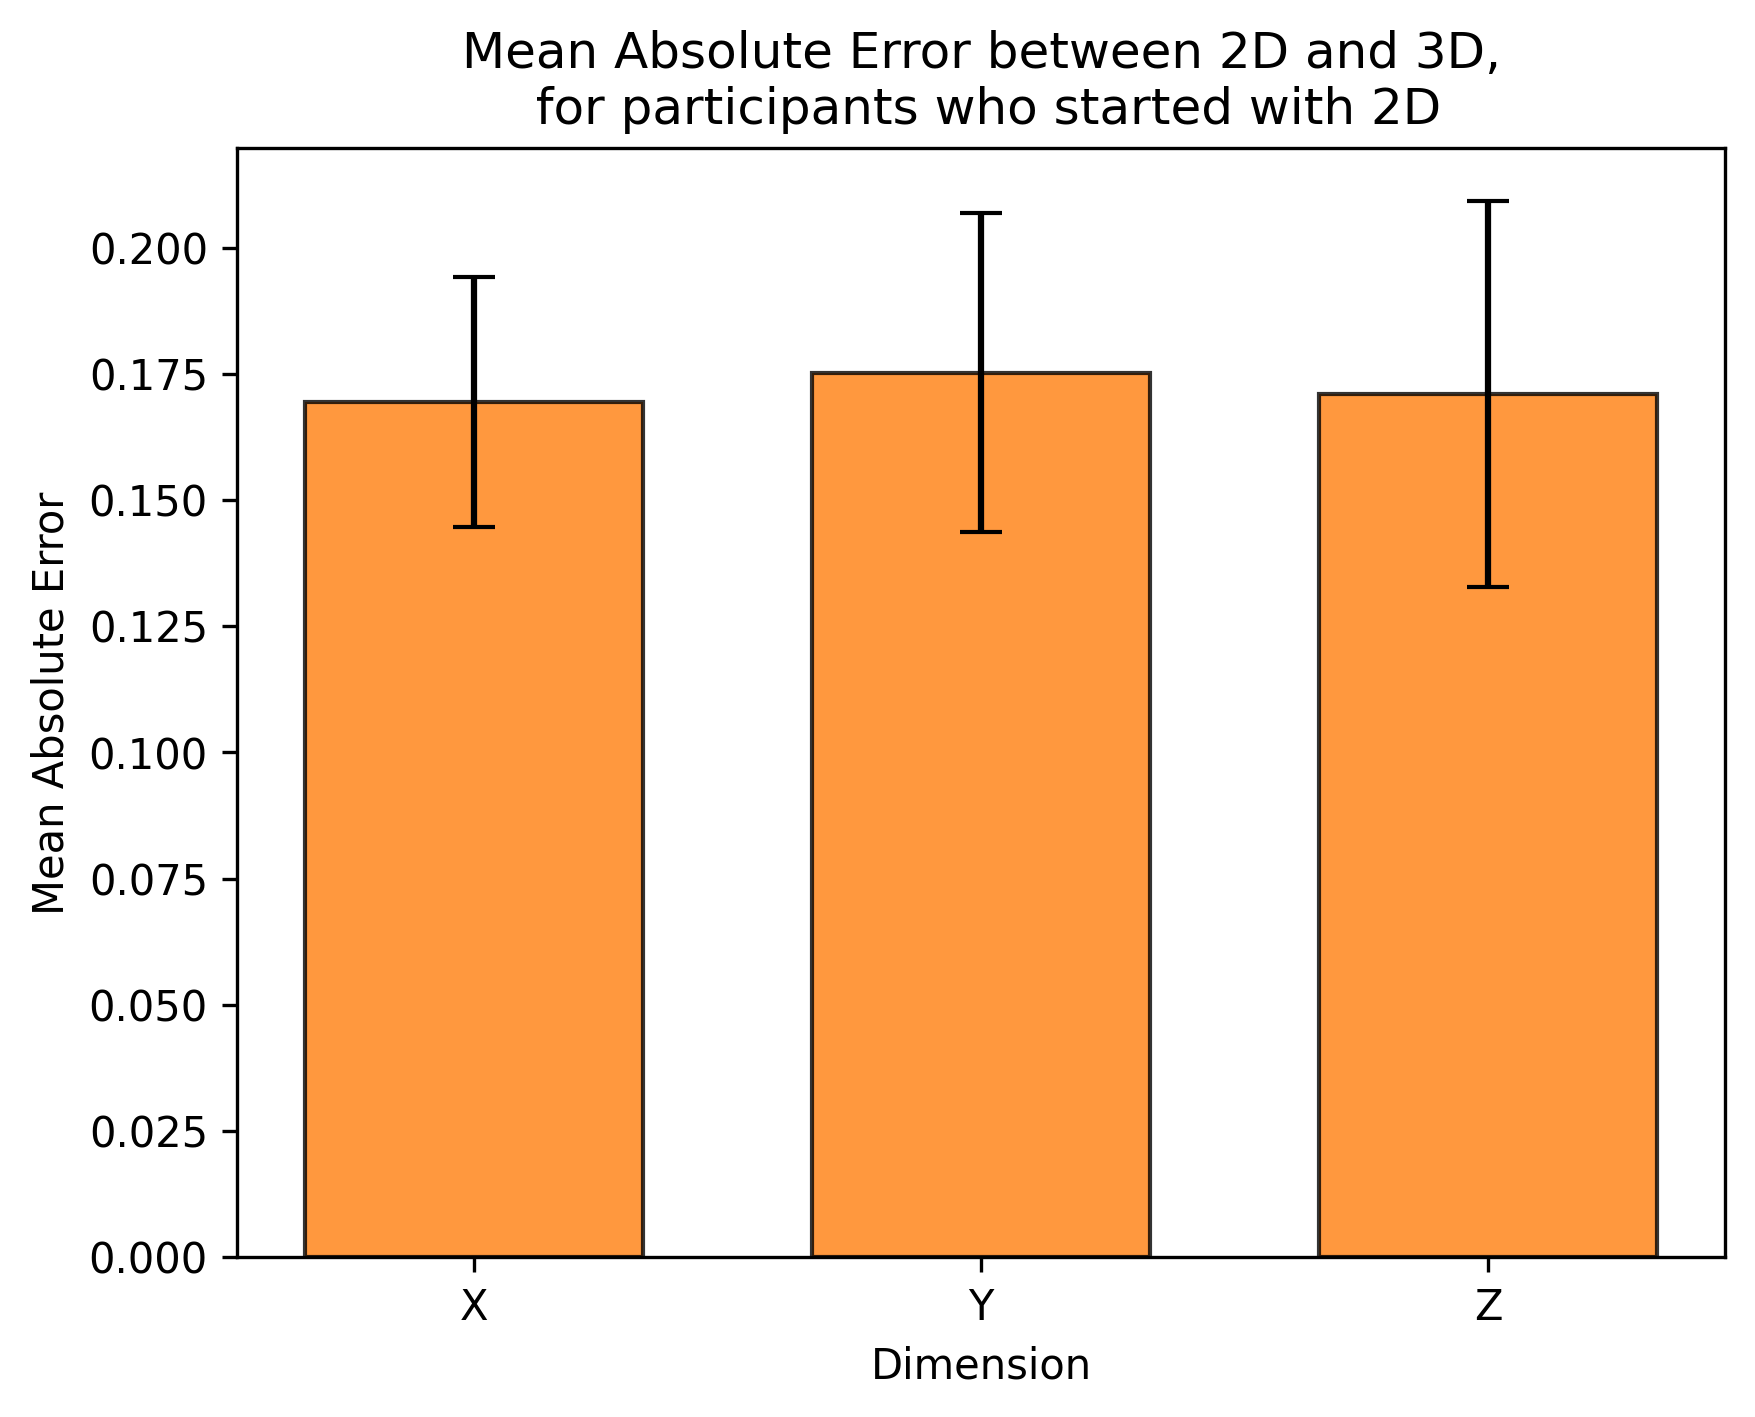 Mean Absolute Error between 2D and 3D,
for participants who started with 2D
Mean Absolute Error
0.200
0.175
0.150
0.125
0.100
0.075
0.050
0.025
0.000
X
Y
Z
Dimension